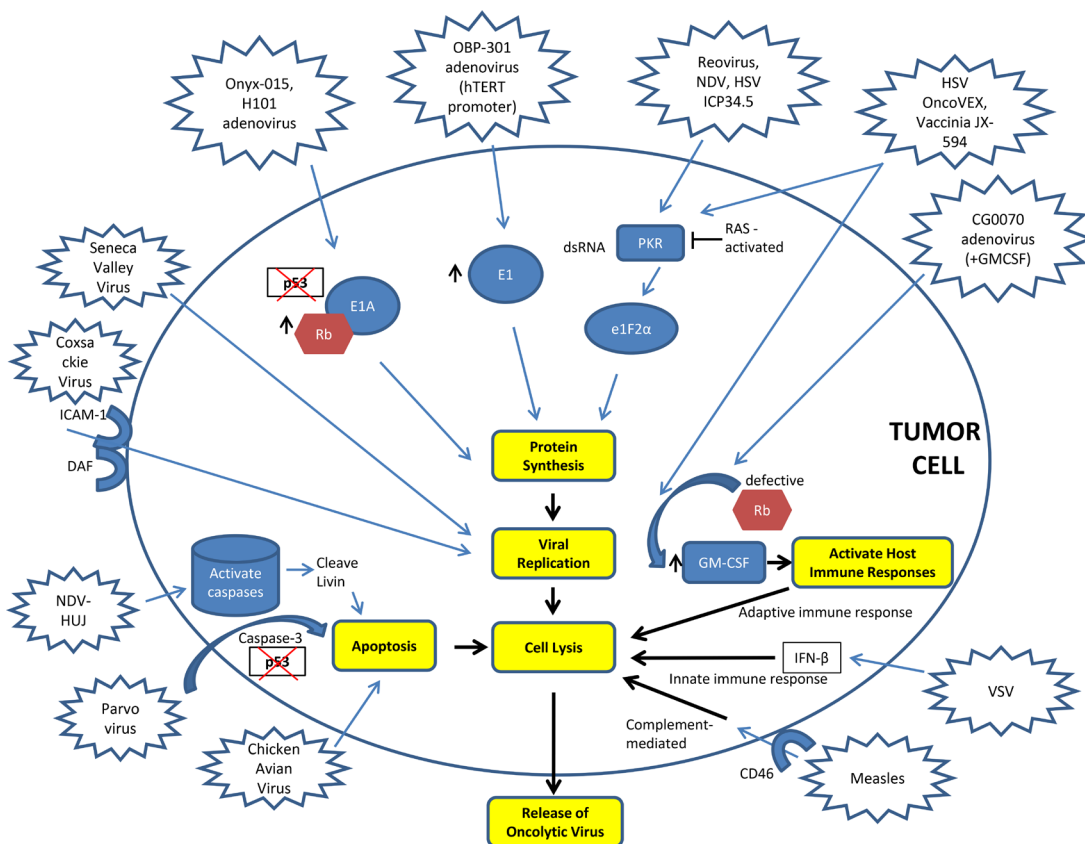 Onyx-015,
H101
adenovirus
OBP-301
adenovirus
(hTERT
promoter)
Reovirus,
NDV, HSV
ICP34.5
HSV
OncoVEX,
Vaccinia JX-
594
CG0070
adenovirus
(+GMCSF)
Seneca
Valley
Virus
Coxsa
ckie
Virus
ICAM-1
DAF
p53
E1A
Rb
E1
dsRNA
PKR
RAS -
activated
e1F2α
TUMOR
CELL
Protein
Synthesis
Viral
Replication
defective
Rb
GM-CSF
Activate Host
Immune Responses
Adaptive immune response
NDV-
HUJ
Activate
caspases
Cleave
Livin
Caspase-3
p53
Apoptosis
Cell Lysis
IFN-β
Innate immune response
VSV
Parvo
virus
Chicken
Avian
Virus
Complement-
mediated
CD46
Measles
Release of
Oncolytic Virus